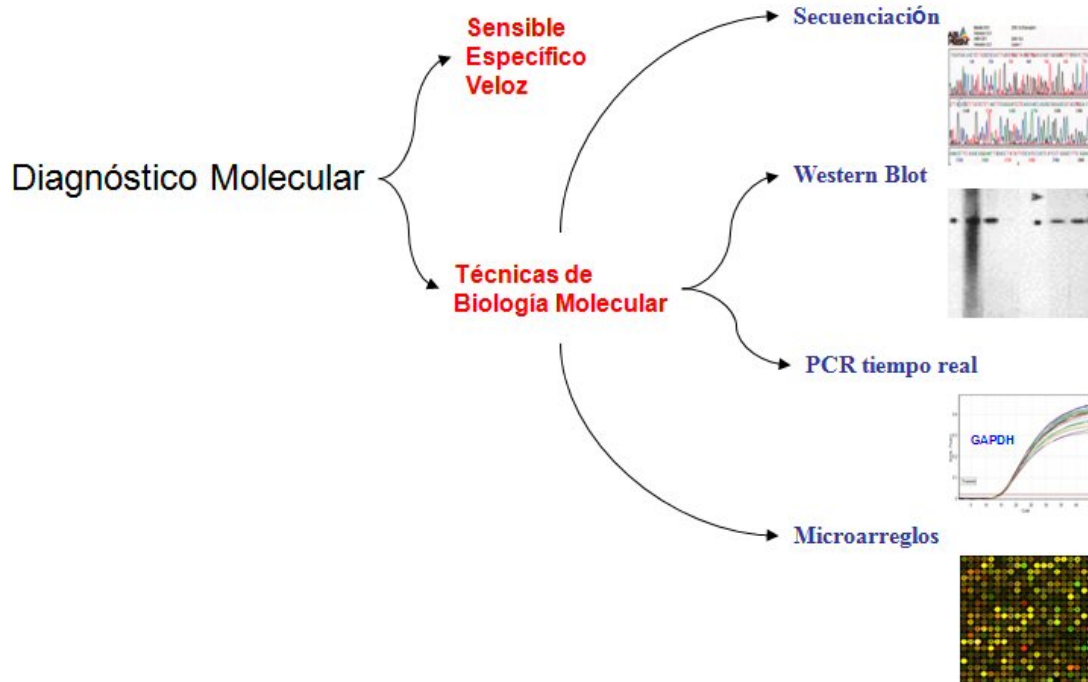 Secuenciación
Sensible
Específico
Veloz
Diagnóstico Molecular
Western Blot
Técnicas de
Biología Molecular
PCR tiempo real
GAPDH
Microarreglos